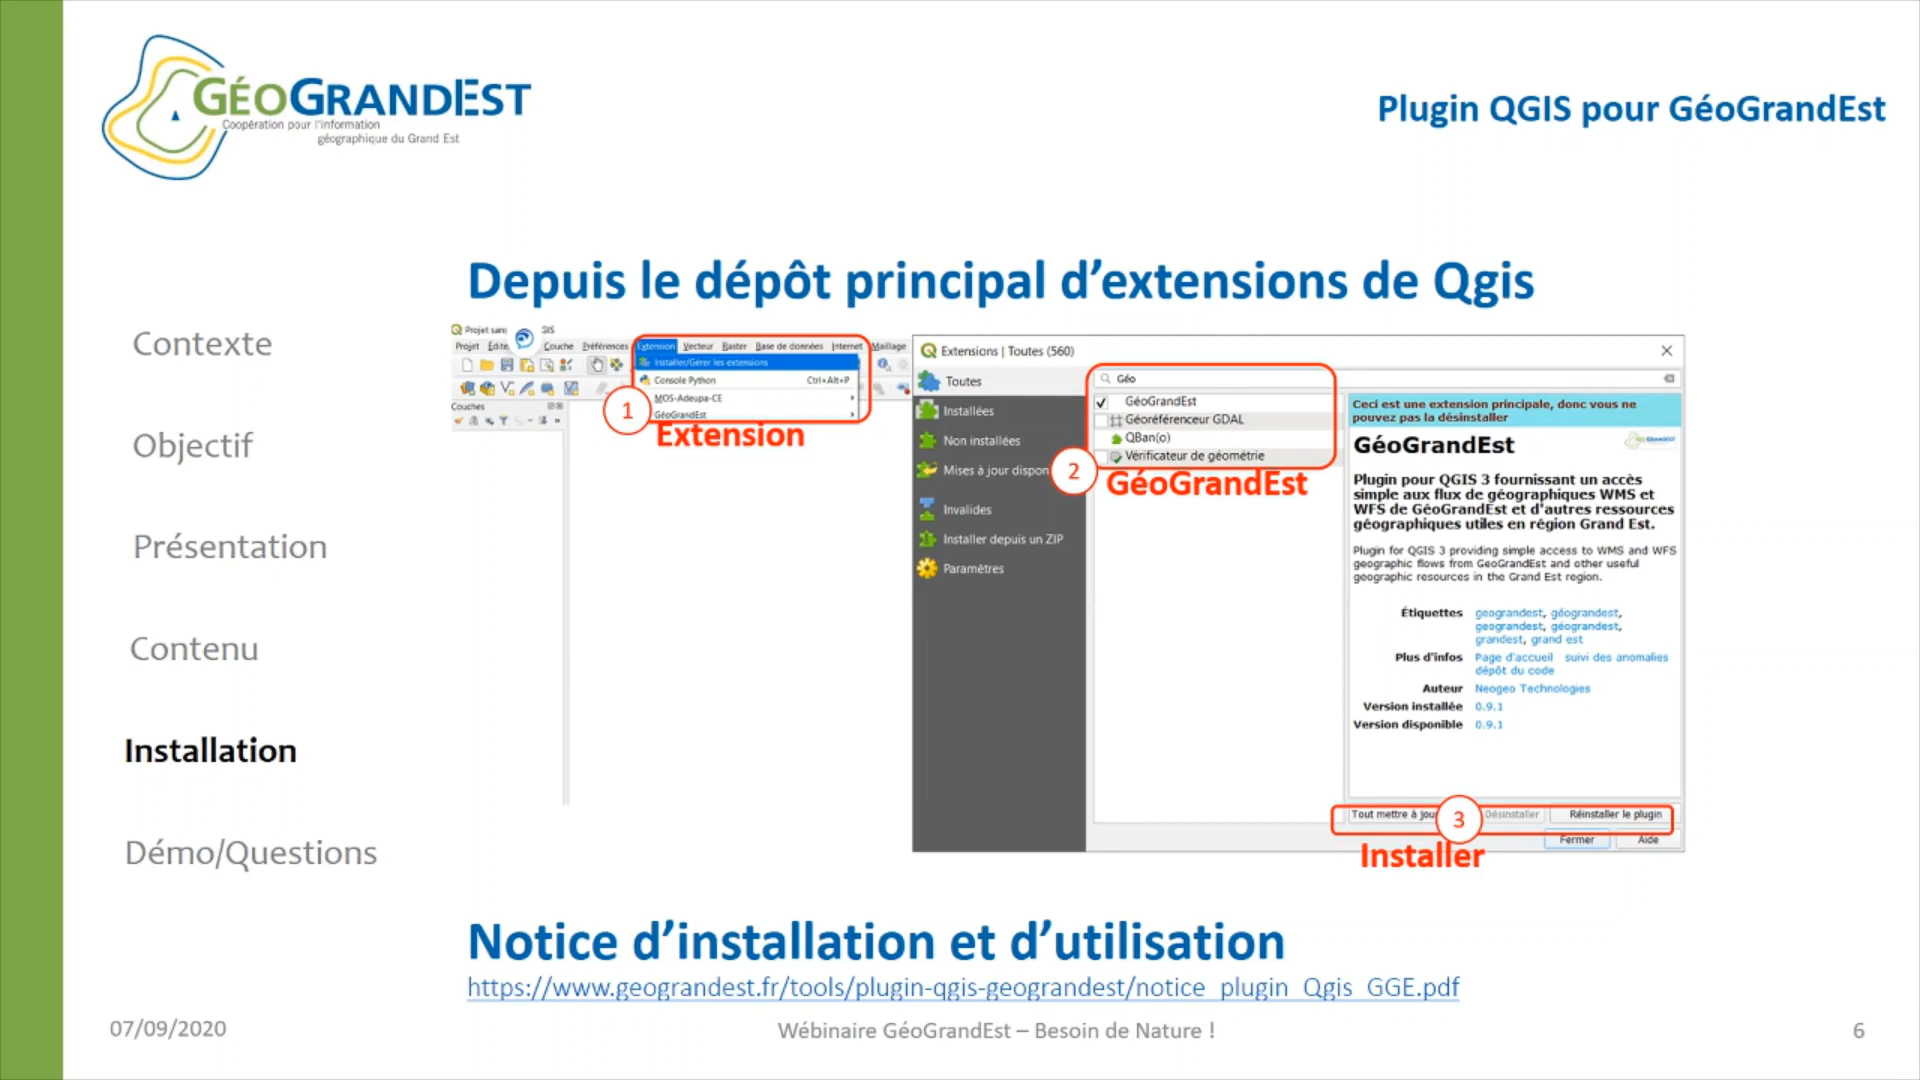 GÉOGRANDEST
Coopération pour l'information
géographique du Grand Est
Plugin QGIS pour GéoGrandEst
Depuis le dépôt principal d'extensions de Qgis
Contexte
Objectif
Présentation
Contenu
Installation
Démo/Questions
Projet sans
SIS
Projet Édite Couche Préférences Extension Vecteur Raster Base de données Internet Maillage
Installer/Gérer les extensions
Console Python Ctrl+Alt+P
MOS-Adeupa-CE
GéoGrandEst
Couches
1
Extension
Extensions | Toutes (560)
Toutes
Installées
Non installées
Mises à jour dispon
Invalides
Installer depuis un ZIP
Paramètres
Géo
GéoGrandEst
Géoréférenceur GDAL
QBan(o)
Vérificateur de géométrie
2
GéoGrandEst
Ceci est une extension principale, donc vous ne
pouvez pas la désinstaller
GéoGrandEst
Plugin pour QGIS 3 fournissant un accès
simple aux flux de géographiques WMS et
WFS de GéoGrandEst et d'autres ressources
géographiques utiles en région Grand Est.
Plugin for QGIS 3 providing simple access to WMS and WFS
geographic flows from GeoGrandEst and other useful
geographic resources in the Grand Est region.
Étiquettes geograndest, géograndest,
geograndest, géograndest,
grandest, grand est
Plus d'infos Page d'accueil suivi des anomalies
dépôt du code
Auteur Neogeo Technologies
Version installée 0.9.1
Version disponible 0.9.1
Tout mettre à jour 3 Désinstaller Réinstaller le plugin
Installer
Fermer Aide
Notice d'installation et d'utilisation
https://www.geograndest.fr/tools/plugin-qgis-geograndest/notice_plugin_Qgis_GGE.pdf
07/09/2020
Wébinaire GéoGrandEst – Besoin de Nature !
6